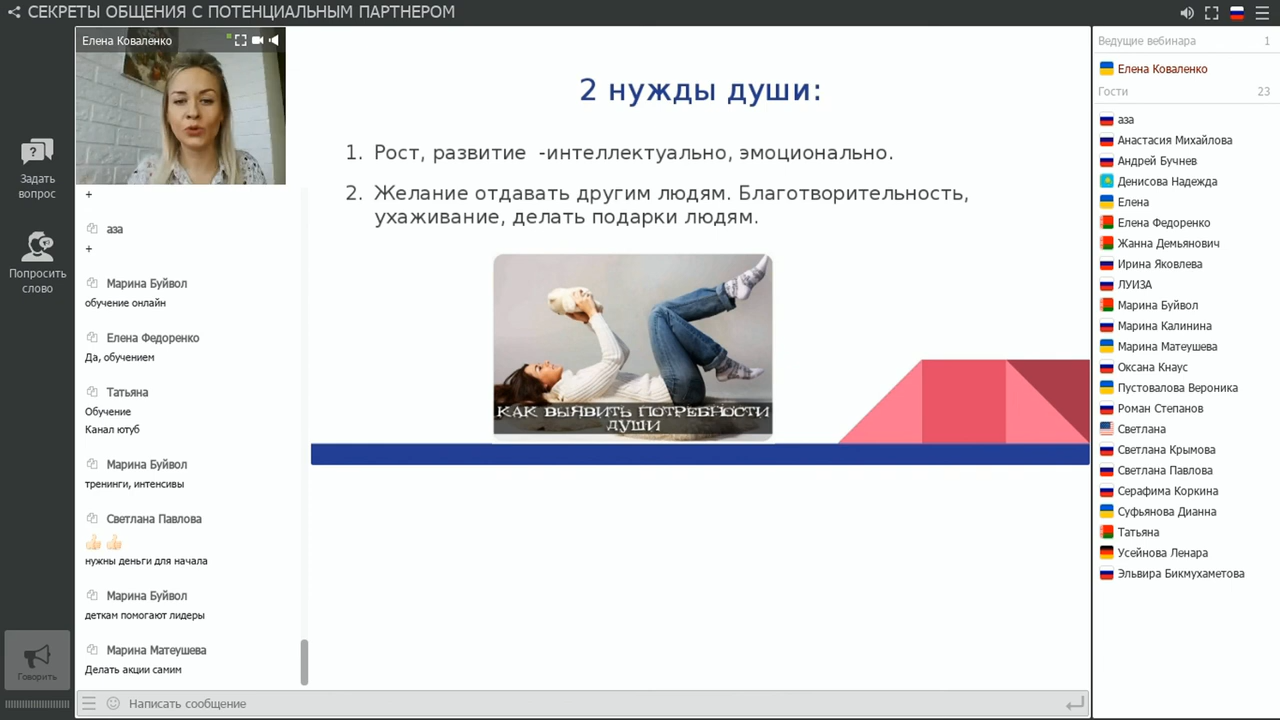 СЕКРЕТЫ ОБЩЕНИЯ С ПОТЕНЦИАЛЬНЫМ ПАРТНЕРОМ
Задать
вопрос
Попросить
слово
Говорить
Елена Коваленко
+
аза
+
Марина Буйвол
обучение онлайн
Елена Федоренко
Да, обучением
Татьяна
Обучение
Канал ютуб
Марина Буйвол
тренинги, интенсивы
Светлана Павлова
нужны деньги для начала
Марина Буйвол
деткам помогают лидеры
Марина Матеушева
Делать акции самим
Написать сообщение
2 нужды души:
1. Рост, развитие -интеллектуально, эмоционально.
2. Желание отдавать другим людям. Благотворительность,
ухаживание, делать подарки людям.
КАК ВЫЯВИТЬ ПОТРЕБНОСТИ
ДУШИ
Ведущие вебинара 1
Елена Коваленко
Гости 23
аза
Анастасия Михайлова
Андрей Бучнев
Денисова Надежда
Елена
Елена Федоренко
Жанна Демьянович
Ирина Яковлева
ЛУИЗА
Марина Буйвол
Марина Калинина
Марина Матеушева
Оксана Кнаус
Пустовалова Вероника
Роман Степанов
Светлана
Светлана Крымова
Светлана Павлова
Серафима Коркина
Суфьянова Дианна
Татьяна
Усейнова Ленара
Эльвира Бикмухаметова